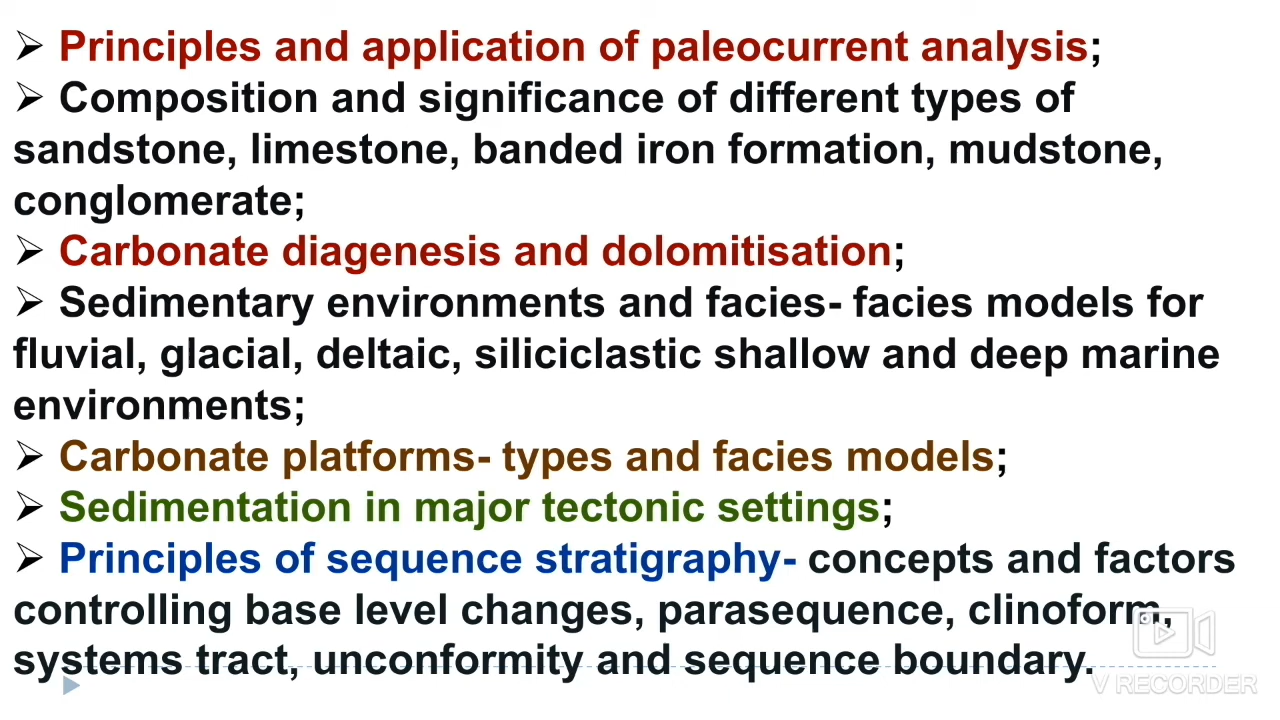 ➢ Principles and application of paleocurrent analysis;
➢ Composition and significance of different types of
sandstone, limestone, banded iron formation, mudstone,
conglomerate;
➢ Carbonate diagenesis and dolomitisation;
➢ Sedimentary environments and facies- facies models for
fluvial, glacial, deltaic, siliciclastic shallow and deep marine
environments;
➢ Carbonate platforms- types and facies models;
➢ Sedimentation in major tectonic settings;
➢ Principles of sequence stratigraphy- concepts and factors
controlling base level changes, parasequence, clinoform,
systems tract, unconformity and sequence boundary.
V RECORDER